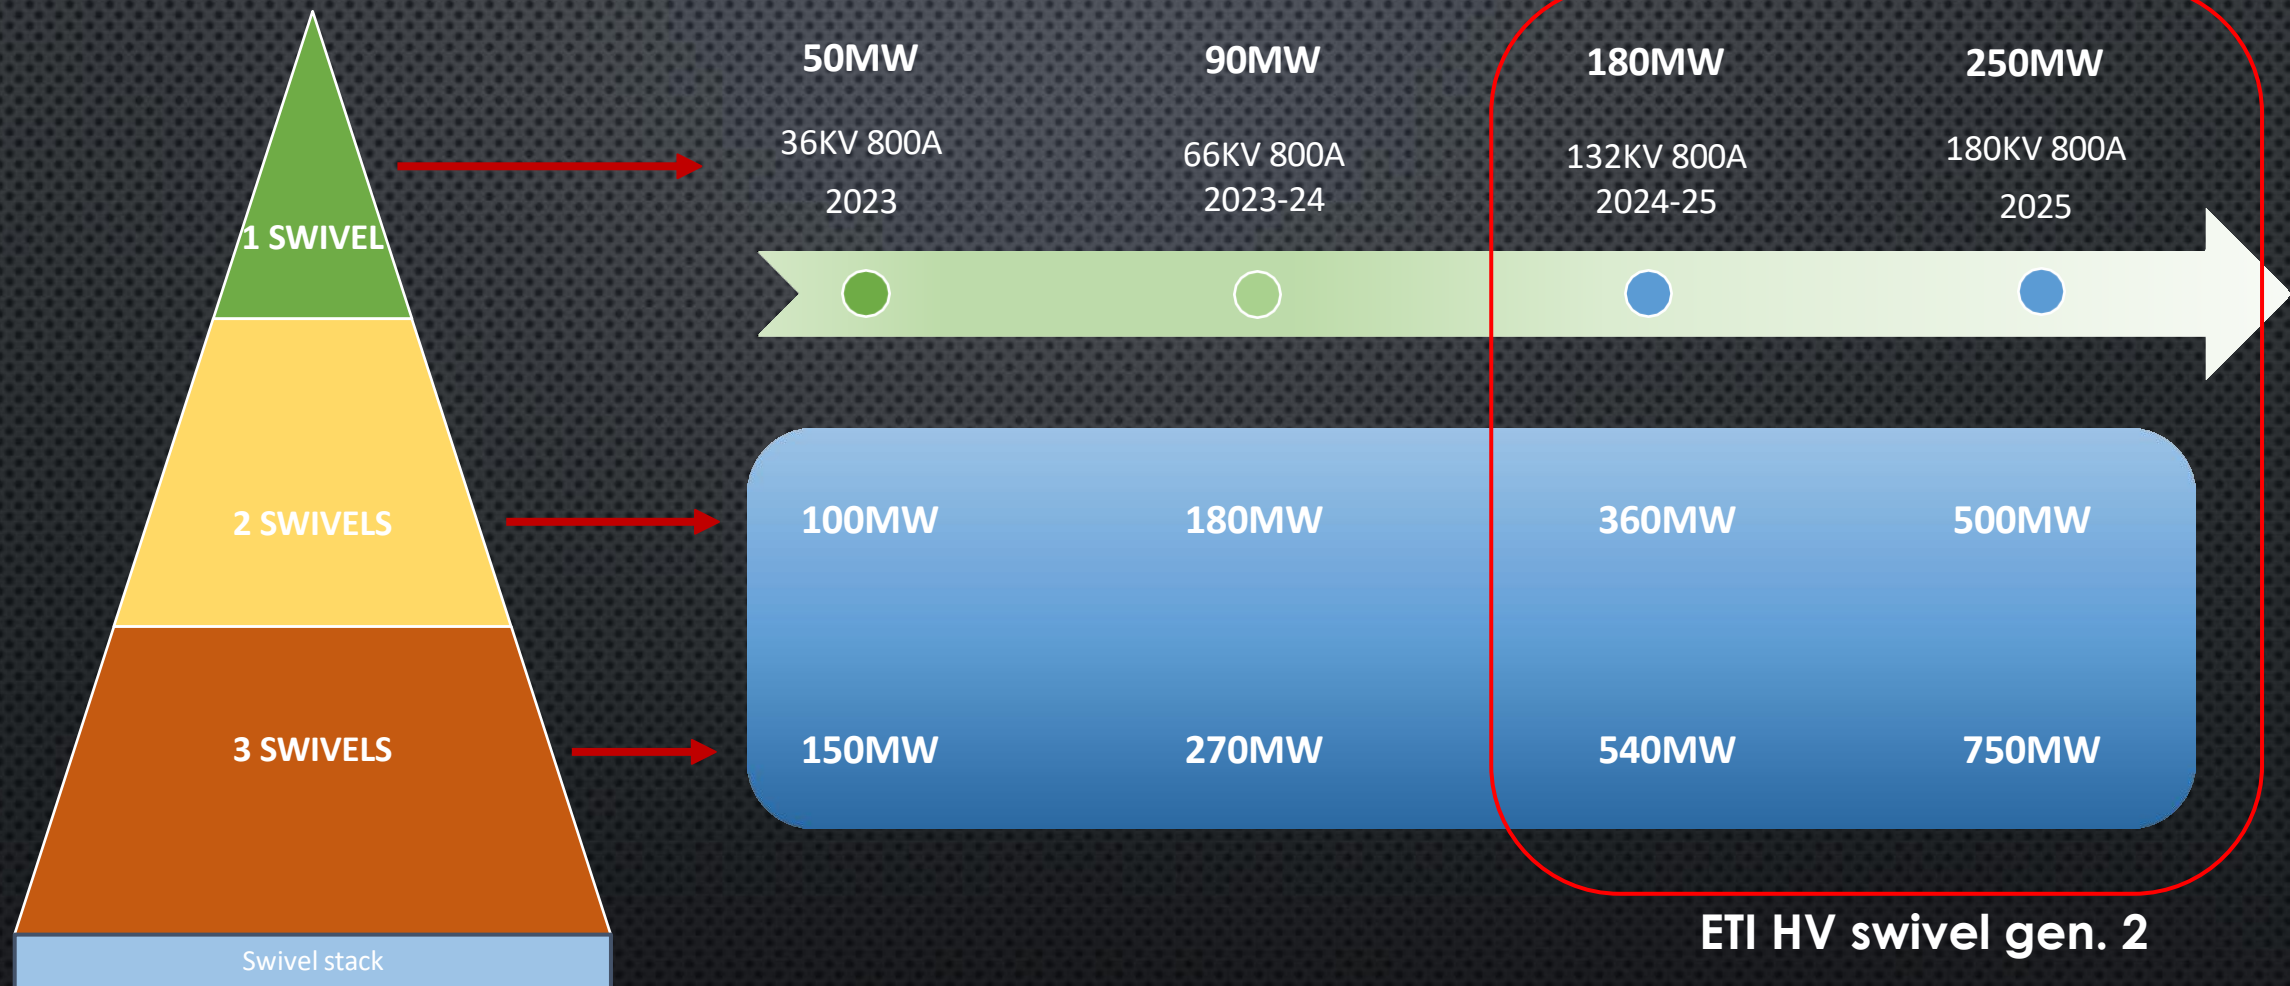 50MW
90MW
180MW
250MW
36KV 800A
2023
66KV 800A
2023-24
132KV 800A
2024-25
180KV 800A
2025
1 SWIVEL
2 SWIVELS
100MW
180MW
360MW
500MW
3 SWIVELS
150MW
270MW
540MW
750MW
ETI HV swivel gen. 2
Swivel stack